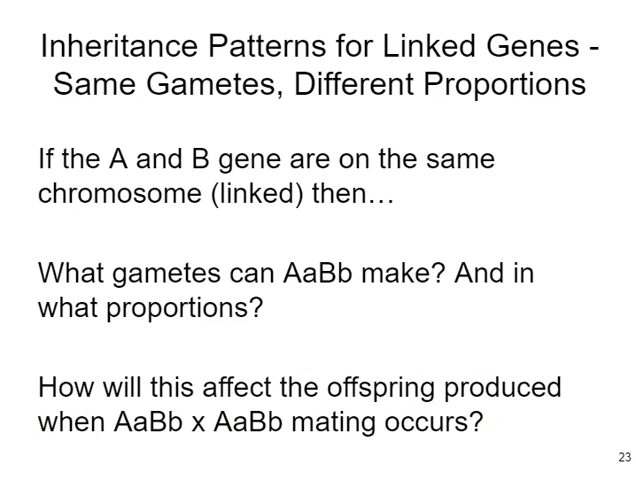 Inheritance Patterns for Linked Genes -
Same Gametes, Different Proportions
If the A and B gene are on the same
chromosome (linked) then…
What gametes can AaBb make? And in
what proportions?
How will this affect the offspring produced
when AaBb x AaBb mating occurs?
23